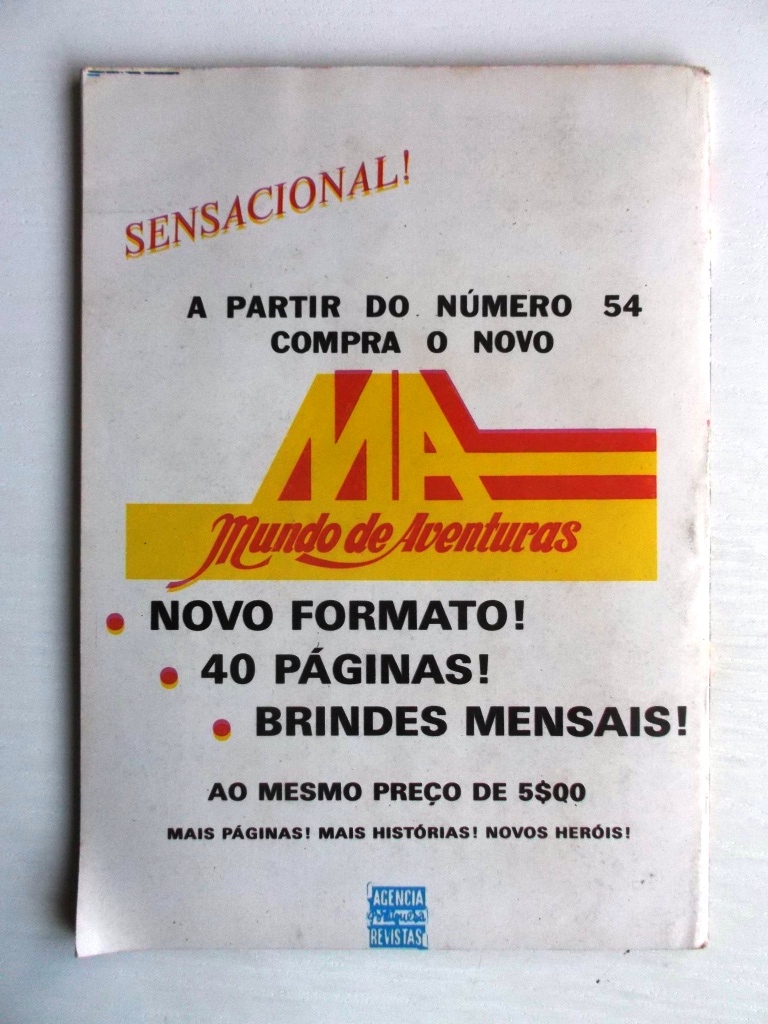 SENSACIONAL!
A PARTIR DO NÚMERO 54
COMPRA O NOVO
MA
Mundo de Aventuras
NOVO FORMATO!
40 PÁGINAS!
BRINDES MENSAIS!
AO MESMO PREÇO DE 5$00
MAIS PÁGINAS! MAIS HISTÓRIAS! NOVOS HERÓIS!
AGENCIA
portuguesa
REVISTAS